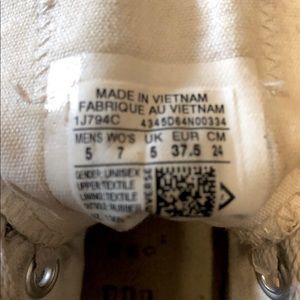 MADE IN VIETNAM
FABRIQUE AU VIETNAM
1J794C 4345D64N00334
MENS WO'S UK EUR CM
5 7 5 37.5 24
GENDER: UNISEX
UPPER: TEXTILE
LINING: TEXTILE